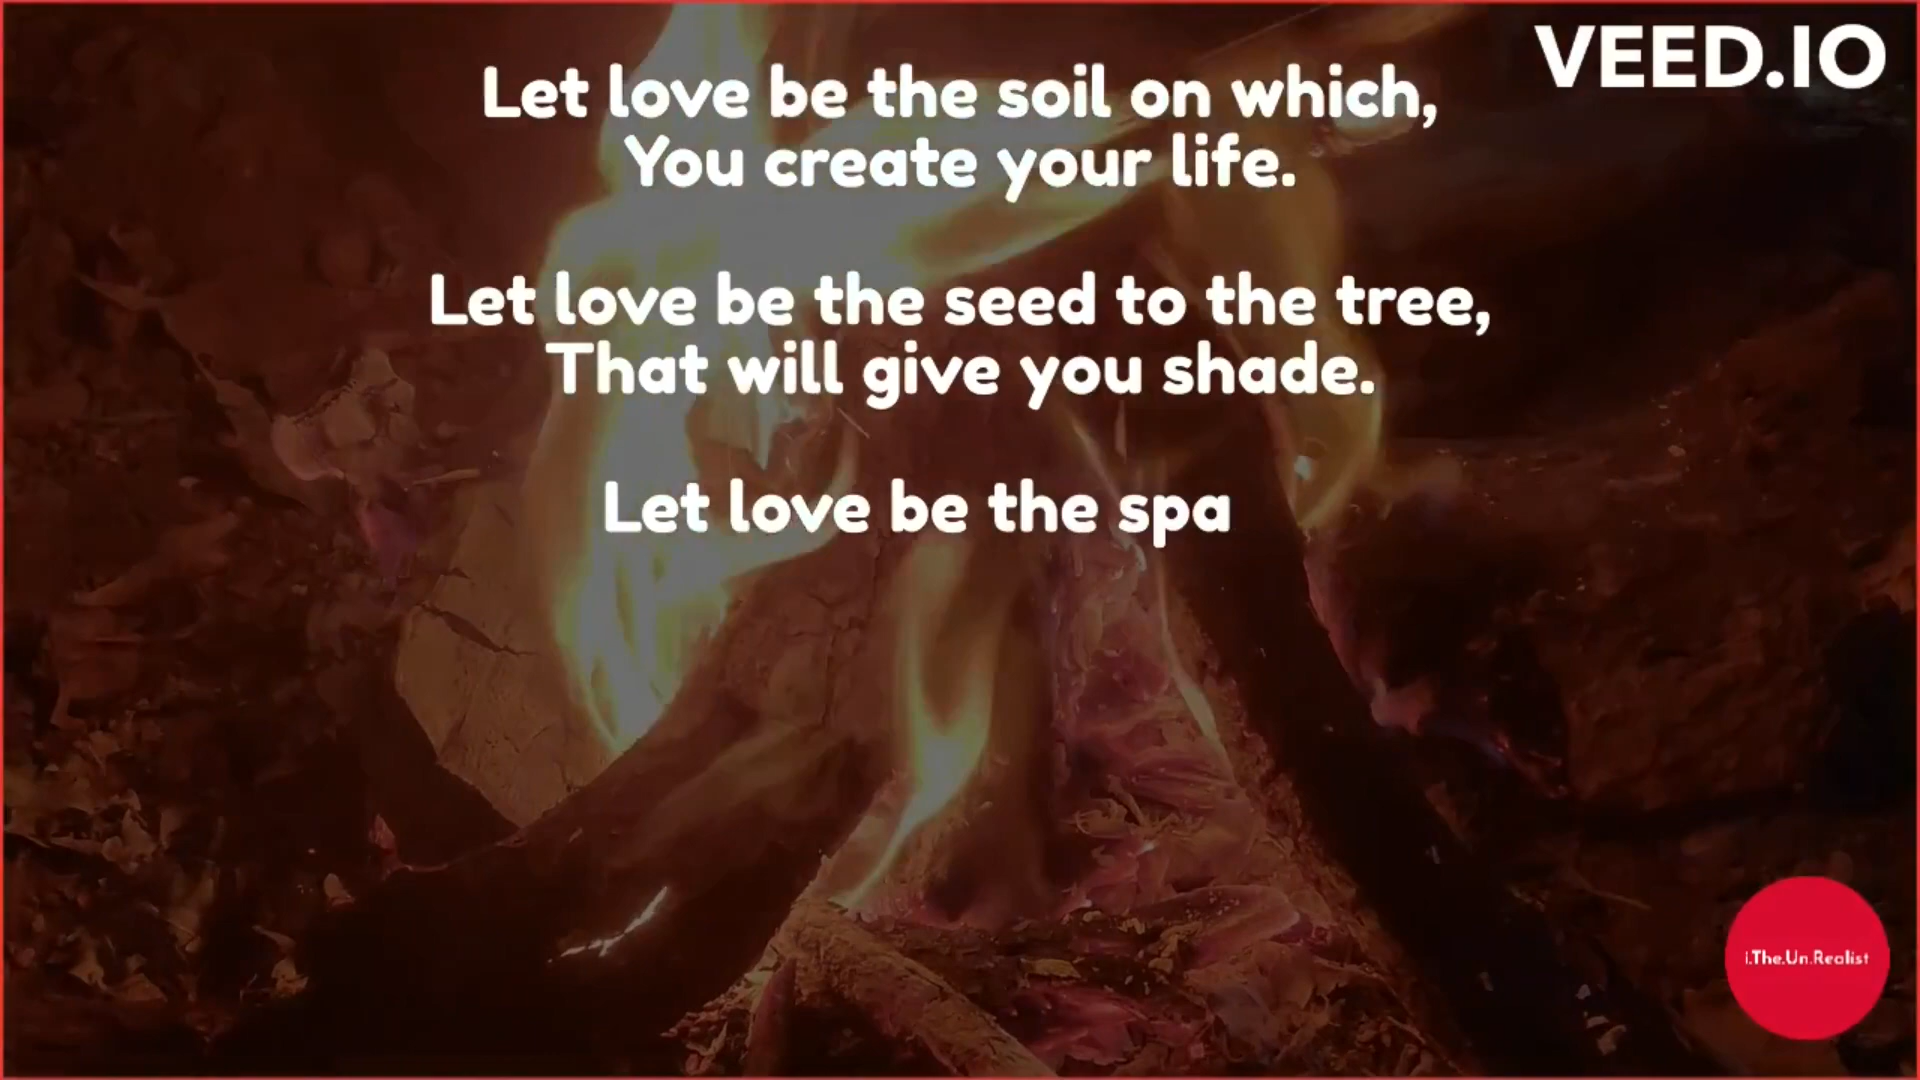 VEED.IO
Let love be the soil on which,
You create your life.
Let love be the seed to the tree,
That will give you shade.
Let love be the spa
i.The.Un.Realist